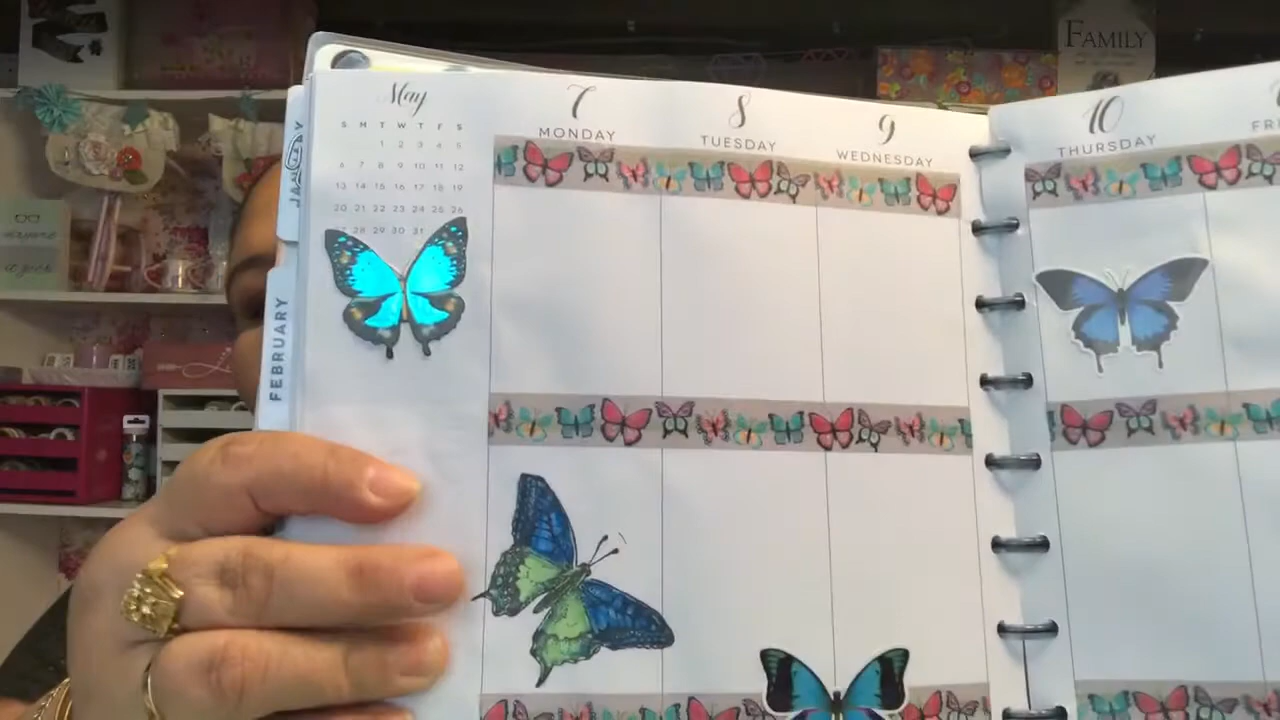 FAMILY
May
S M T W T F S
1 2 3 4 5
6 7 8 9 10 11 12
13 14 15 16 17 18 19
20 21 22 23 24 25 26
27 28 29 30 31
7
MONDAY
8
TUESDAY
9
WEDNESDAY
10
THURSDAY
FRI
FEBRUARY